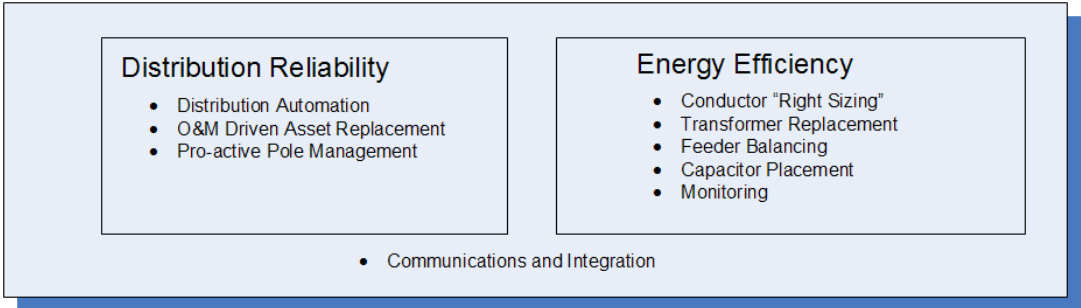 Distribution Reliability
• Distribution Automation
• O&M Driven Asset Replacement
• Pro-active Pole Management
Energy Efficiency
• Conductor “Right Sizing”
• Transformer Replacement
• Feeder Balancing
• Capacitor Placement
• Monitoring
• Communications and Integration